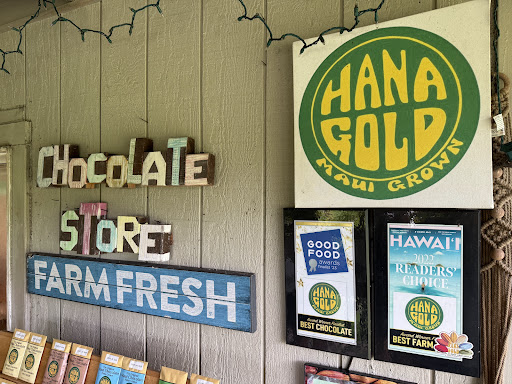 CHOCOLATE
STORE
FARM FRESH
HANA
GOLD
MAUI GROWN
GOOD
FOOD
awards
HANA
GOLD
BEST CHOCOLATE
HAWAI'I
2022
READERS'
CHOICE
HANA
GOLD
BEST FARM